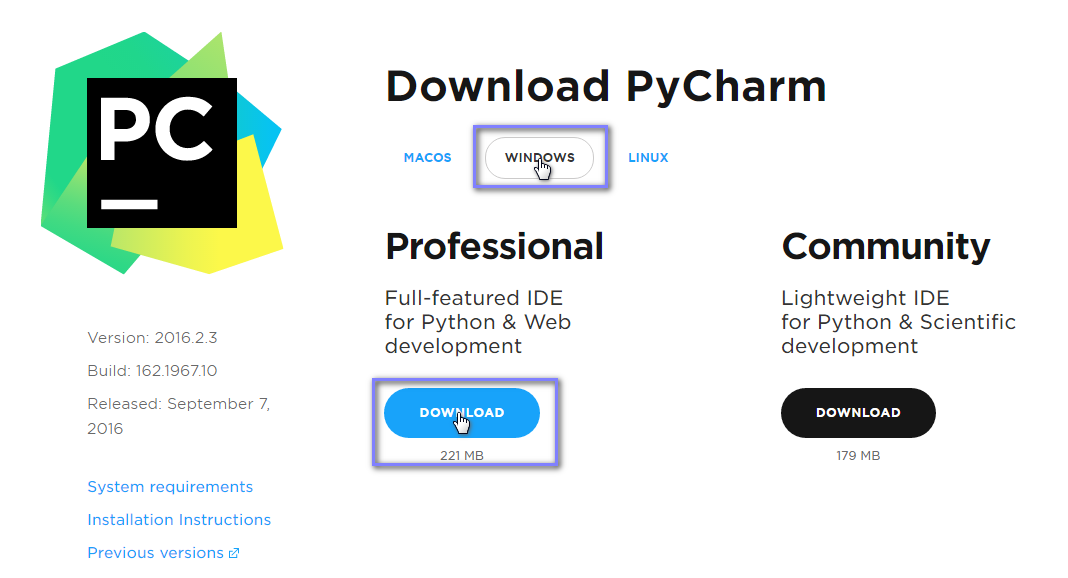 PC
Download PyCharm
MACOS WINDOWS LINUX
Professional
Full-featured IDE
for Python & Web
development
DOWNLOAD
221 MB
Community
Lightweight IDE
for Python & Scientific
development
DOWNLOAD
179 MB
Version: 2016.2.3
Build: 162.1967.10
Released: September 7,
2016
System requirements
Installation Instructions
Previous versions